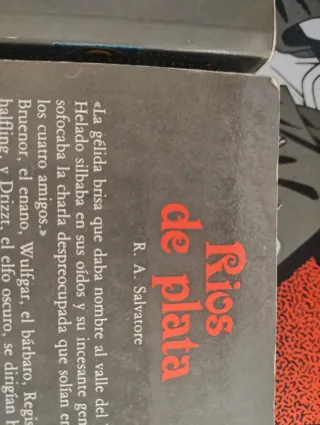 Ríos
de plata
R. A. Salvatore
«La gélida brisa que daba nombre al valle del
Helado silbaba en sus oídos y su incesante
sofocaba la charla despreocupada que solían
los cuatro amigos.»
Bruenor, el enano, Wulfgar, el bárbaro,
halfling, y Drizzt, el elfo oscuro, se dirigían